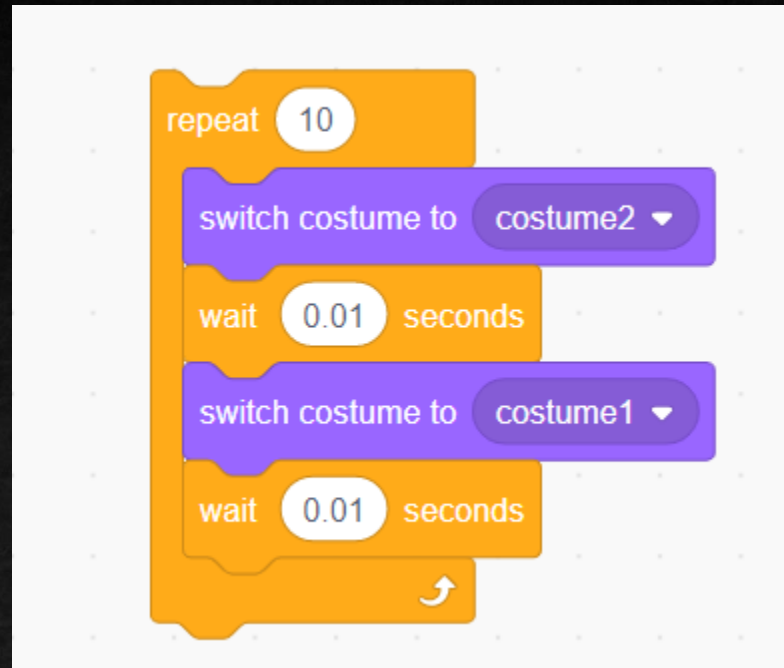 repeat 10
switch costume to costume2
wait 0.01 seconds
switch costume to costume1
wait 0.01 seconds